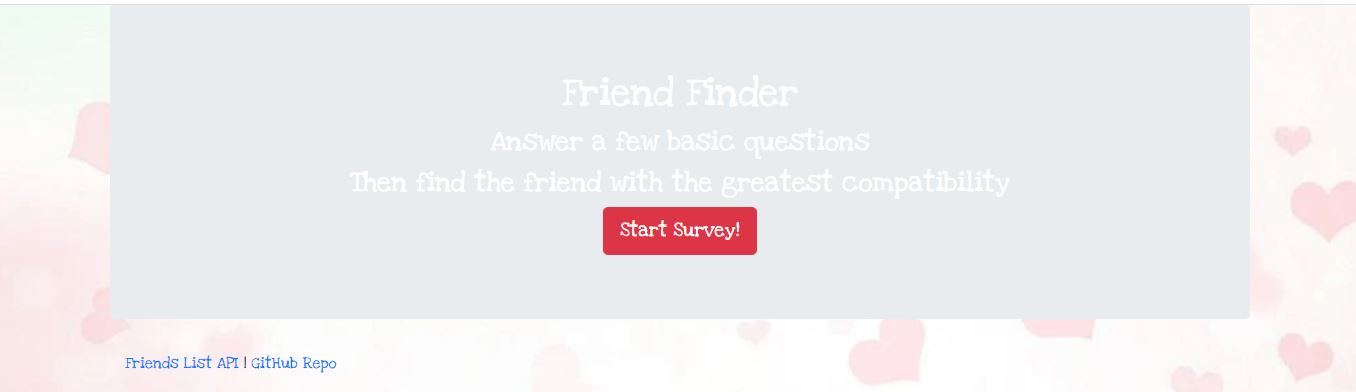 Friend Finder
Answer a few basic questions
Then find the friend with the greatest compatibility
Start Survey!
Friends List API | GitHub Repo